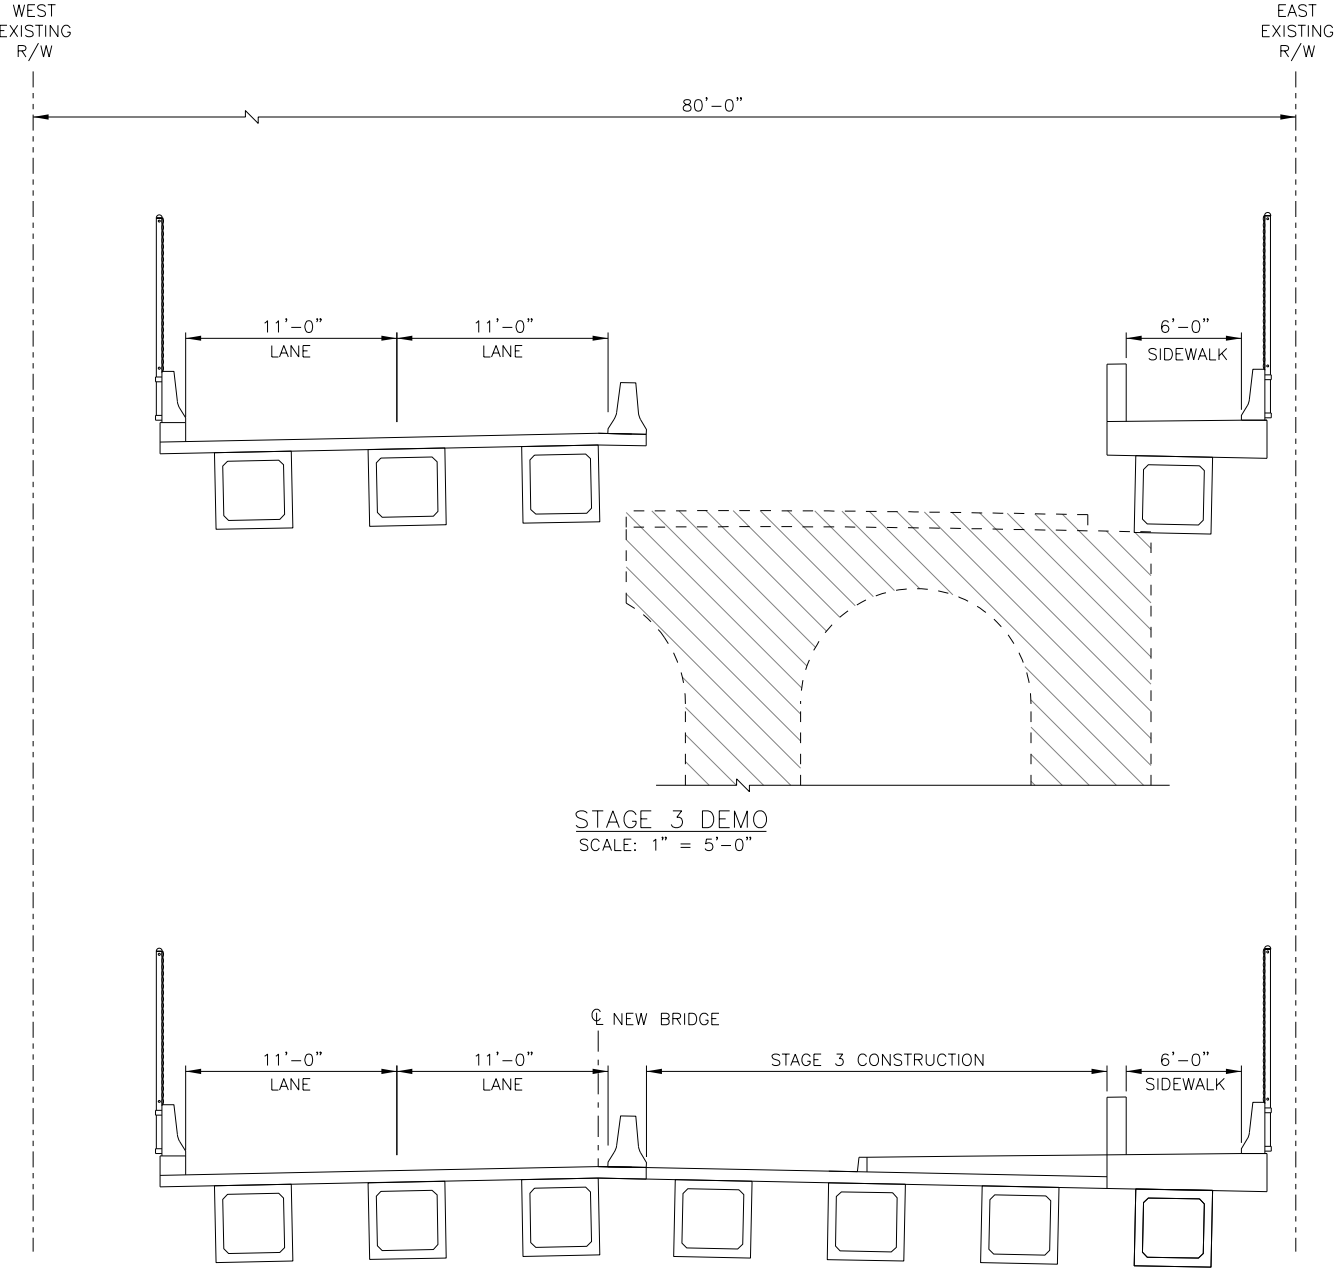 WEST
EXISTING
R/W
EAST
EXISTING
R/W
80'-0"
11'-0"
LANE
11'-0"
LANE
6'-0"
SIDEWALK
STAGE 3 DEMO
SCALE: 1" = 5'-0"
℄ NEW BRIDGE
11'-0"
LANE
11'-0"
LANE
STAGE 3 CONSTRUCTION
6'-0"
SIDEWALK